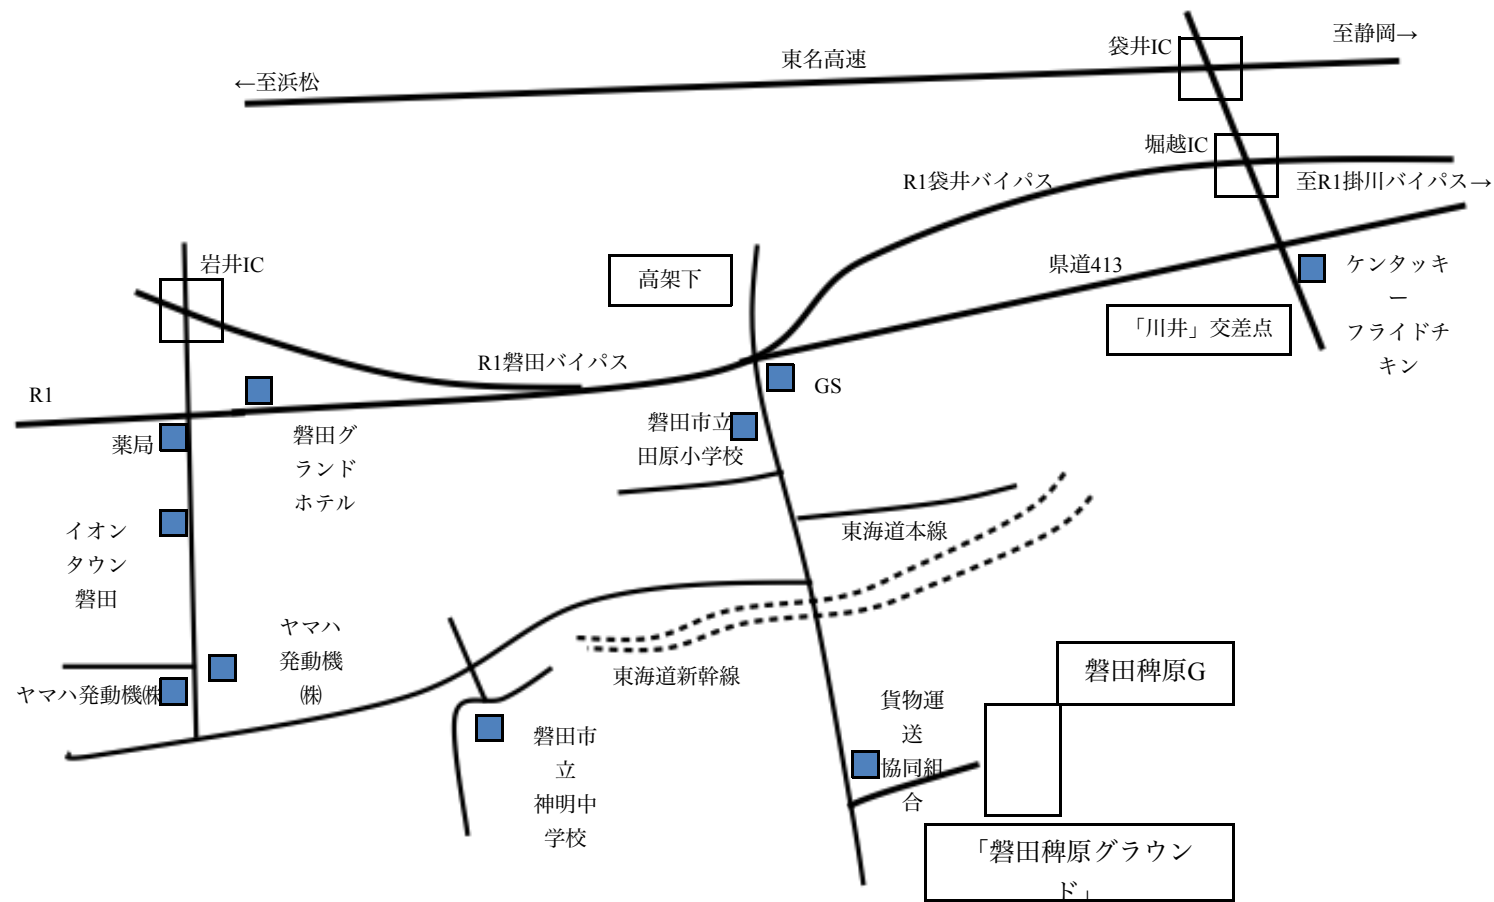 至静岡→
袋井IC
東名高速
←至浜松
堀越IC
R1袋井バイパス
至R1掛川バイパス→
岩井IC
高架下
県道413
ケンタッキ
ー
フライドチ
キン
「川井」交差点
R1磐田バイパス
R1
GS
磐田市立
田原小学校
薬局
磐田グ
ランド
ホテル
イオン
タウン
磐田
東海道本線
ヤマハ
発動機
㈱
ヤマハ発動機㈱
東海道新幹線
磐田稗原G
貨物運
送
協同組
合
磐田市
立
神明中
学校
「磐田稗原グラウン
ド」